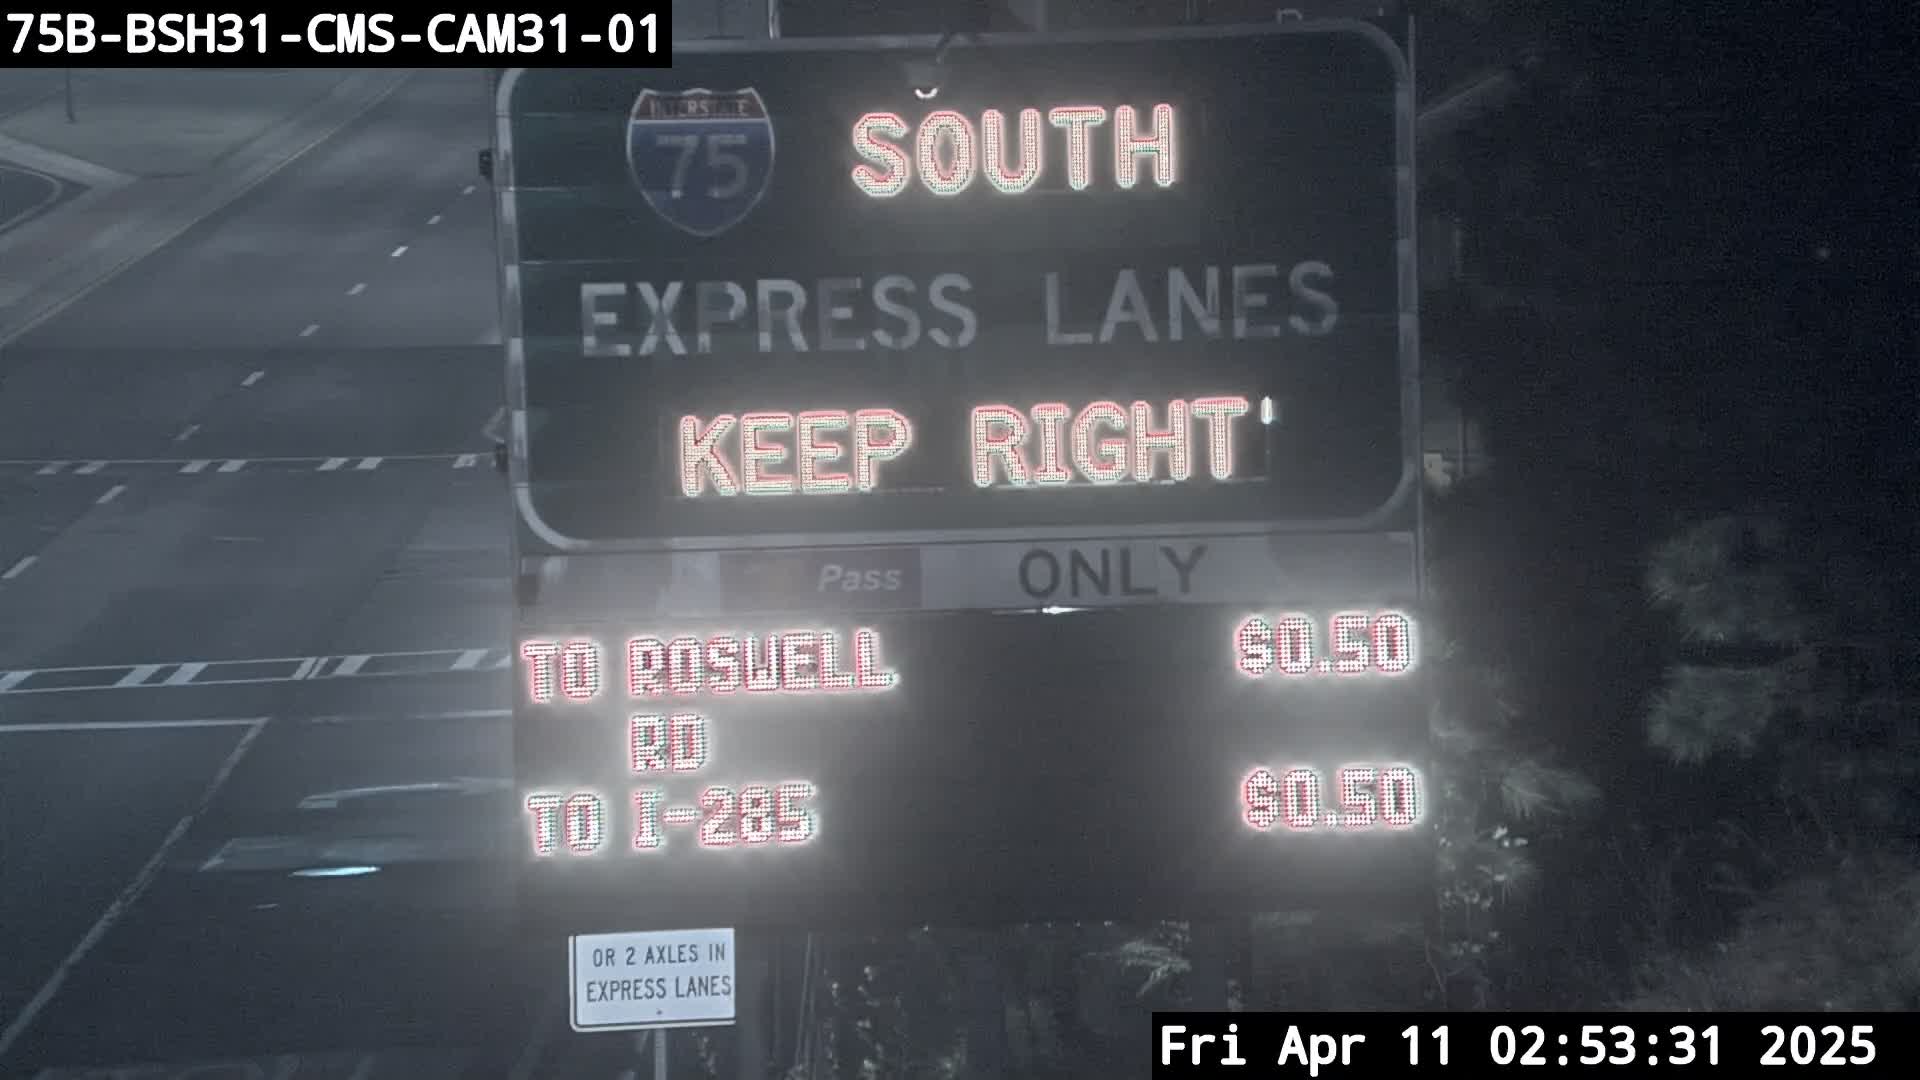 75B-BSH31-CMS-CAM31-01
INTERSTATE
75
SOUTH
EXPRESS LANES
KEEP RIGHT
Pass ONLY
TO ROSWELL $0.50
RD
TO I-285 $0.50
OR 2 AXLES IN
EXPRESS LANES
Fri Apr 11 02:53:31 2025